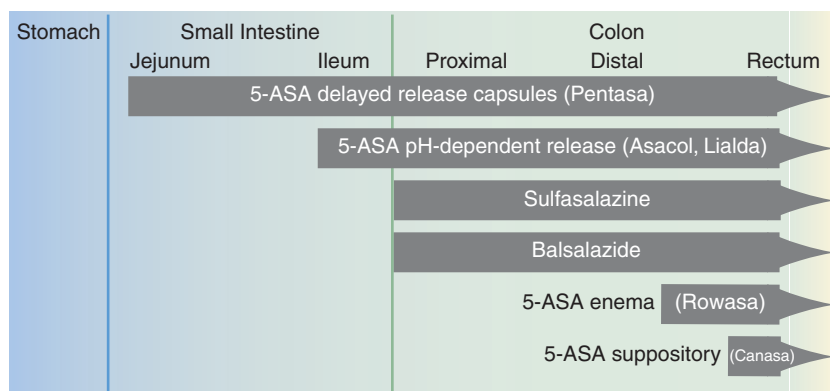 Stomach Small Intestine Colon
Jejunum Ileum Proximal Distal Rectum
5-ASA delayed release capsules (Pentasa)
5-ASA pH-dependent release (Asacol, Lialda)
Sulfasalazine
Balsalazide
5-ASA enema (Rowasa)
5-ASA suppository (Canasa)